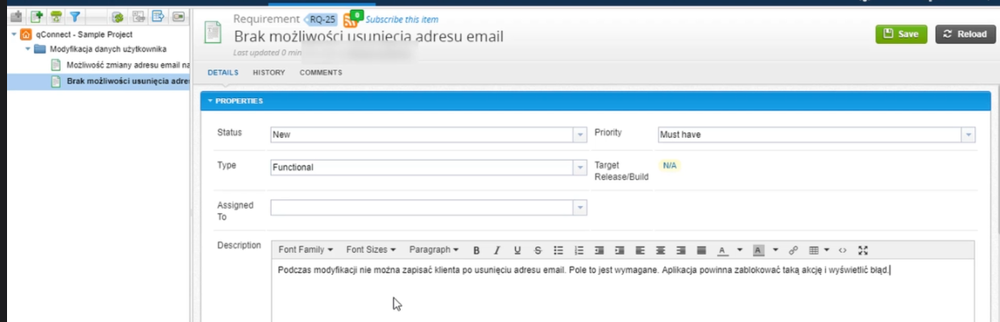 Requirement RQ-25 0 Subscribe this item
Brak możliwości usunięcia adresu email
Last updated 0 min
Save
Reload
qConnect - Sample Project
Modyfikacja danych użytkownika
Możliwość zmiany adresu email na
Brak możliwości usunięcia adre
DETAILS HISTORY COMMENTS
PROPERTIES
Status New Priority Must have
Type Functional Target
Release/Build N/A
Assigned
To
Description
Font Family Font Sizes Paragraph B I U S A A
Podczas modyfikacji nie można zapisać klienta po usunięciu adresu email. Pole to jest wymagane. Aplikacja powinna zablokować taką akcję i wyświetlić błąd.